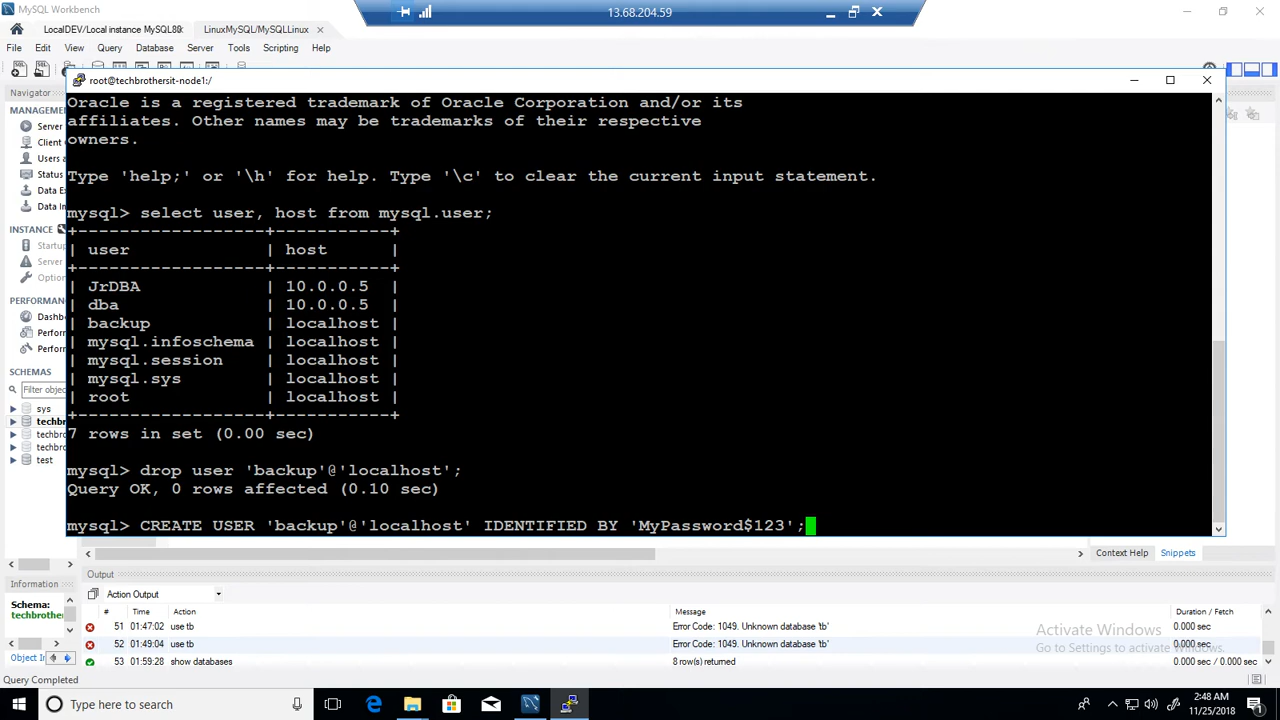 MySQL Workbench
13.68.204.59
LocalDEV/Local instance MySQL80
LinuxMySQL/MySQLLinux
File Edit View Query Database Server Tools Scripting Help
root@techbrothersit-node1:/
Navigator
MANAGEM
Server
Client
Users a
Status
Data Ex
Data In
INSTANCE
Startu
Server
Option
PERFORMAN
Dashb
Perforn
Perforn
SCHEMAS
Filter objec
sys
techbr
techbro
techbro
test
Oracle is a registered trademark of Oracle Corporation and/or its
affiliates. Other names may be trademarks of their respective
owners.
Type 'help;' or '\h' for help. Type '\c' to clear the current input statement.
mysql> select user, host from mysql.user;
+------------------+-----------+
| user | host |
+------------------+-----------+
| JrDBA | 10.0.0.5 |
| dba | 10.0.0.5 |
| backup | localhost |
| mysql.infoschema | localhost |
| mysql.session | localhost |
| mysql.sys | localhost |
| root | localhost |
+------------------+-----------+
7 rows in set (0.00 sec)
mysql> drop user 'backup'@'localhost';
Query OK, 0 rows affected (0.10 sec)
mysql> CREATE USER 'backup'@'localhost' IDENTIFIED BY 'MyPassword$123';
Context Help Snippets
Information
Schema:
techbrother
Object In
Output
Action Output
# Time Action Message Duration / Fetch
51 01:47:02 use tb Error Code: 1049. Unknown database 'tb' 0.000 sec
52 01:49:04 use tb Error Code: 1049. Unknown database 'tb' 0.000 sec
53 01:59:28 show databases 8 row(s) returned 0.000 sec / 0.000 sec
Activate Windows
Go to Settings to activate Windows.
Query Completed
Type here to search
2:48 AM
11/25/2018